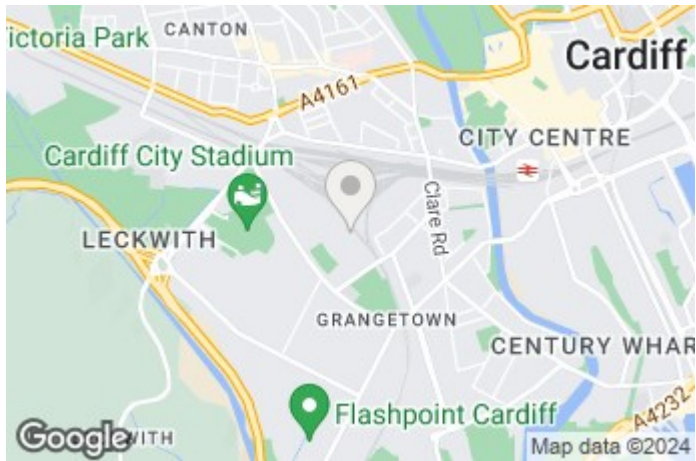 Victoria Park
CANTON
Cardiff
A4161
CITY CENTRE
Cardiff City Stadium
Clare Rd
LECKWITH
GRANGETOWN
CENTURY WHAR
A4232
Flashpoint Cardiff
Google
WITH
Map data ©2024